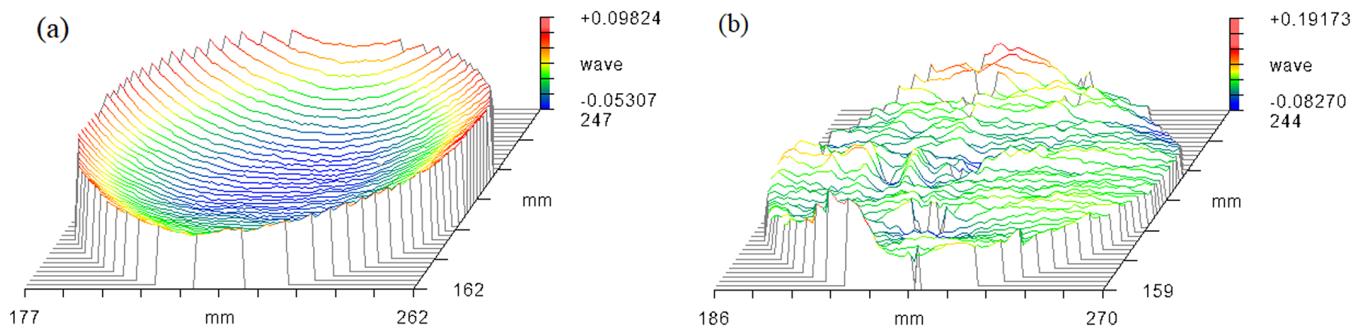 (a)
+0.09824
wave
-0.05307
247
mm
162
177
mm
262
(b)
+0.19173
wave
-0.08270
244
mm
159
186
mm
270